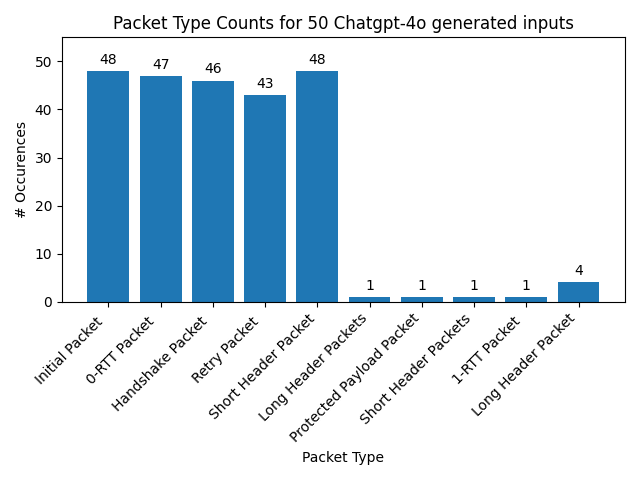 Packet Type Counts for 50 Chatgpt-4o generated inputs
# Occurences
50
40
30
20
10
0
48
47
46
43
48
1
1
1
1
4
Initial Packet
0-RTT Packet
Handshake Packet
Retry Packet
Short Header Packet
Long Header Packets
Protected Payload Packet
Short Header Packets
1-RTT Packet
Long Header Packet
Packet Type